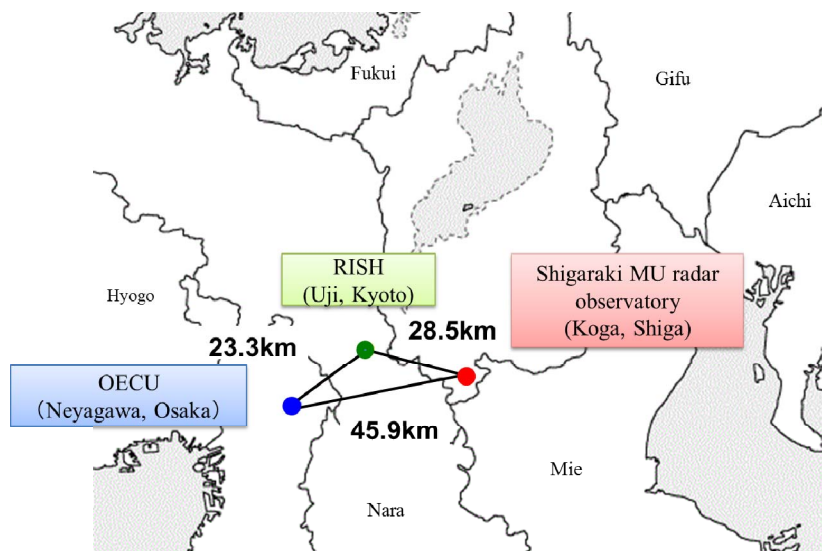 Fukui
Gifu
Aichi
RISH
(Uji, Kyoto)
Shigaraki MU radar
observatory
(Koga, Shiga)
Hyogo
28.5km
23.3km
OECU
（Neyagawa, Osaka）
45.9km
Mie
Nara